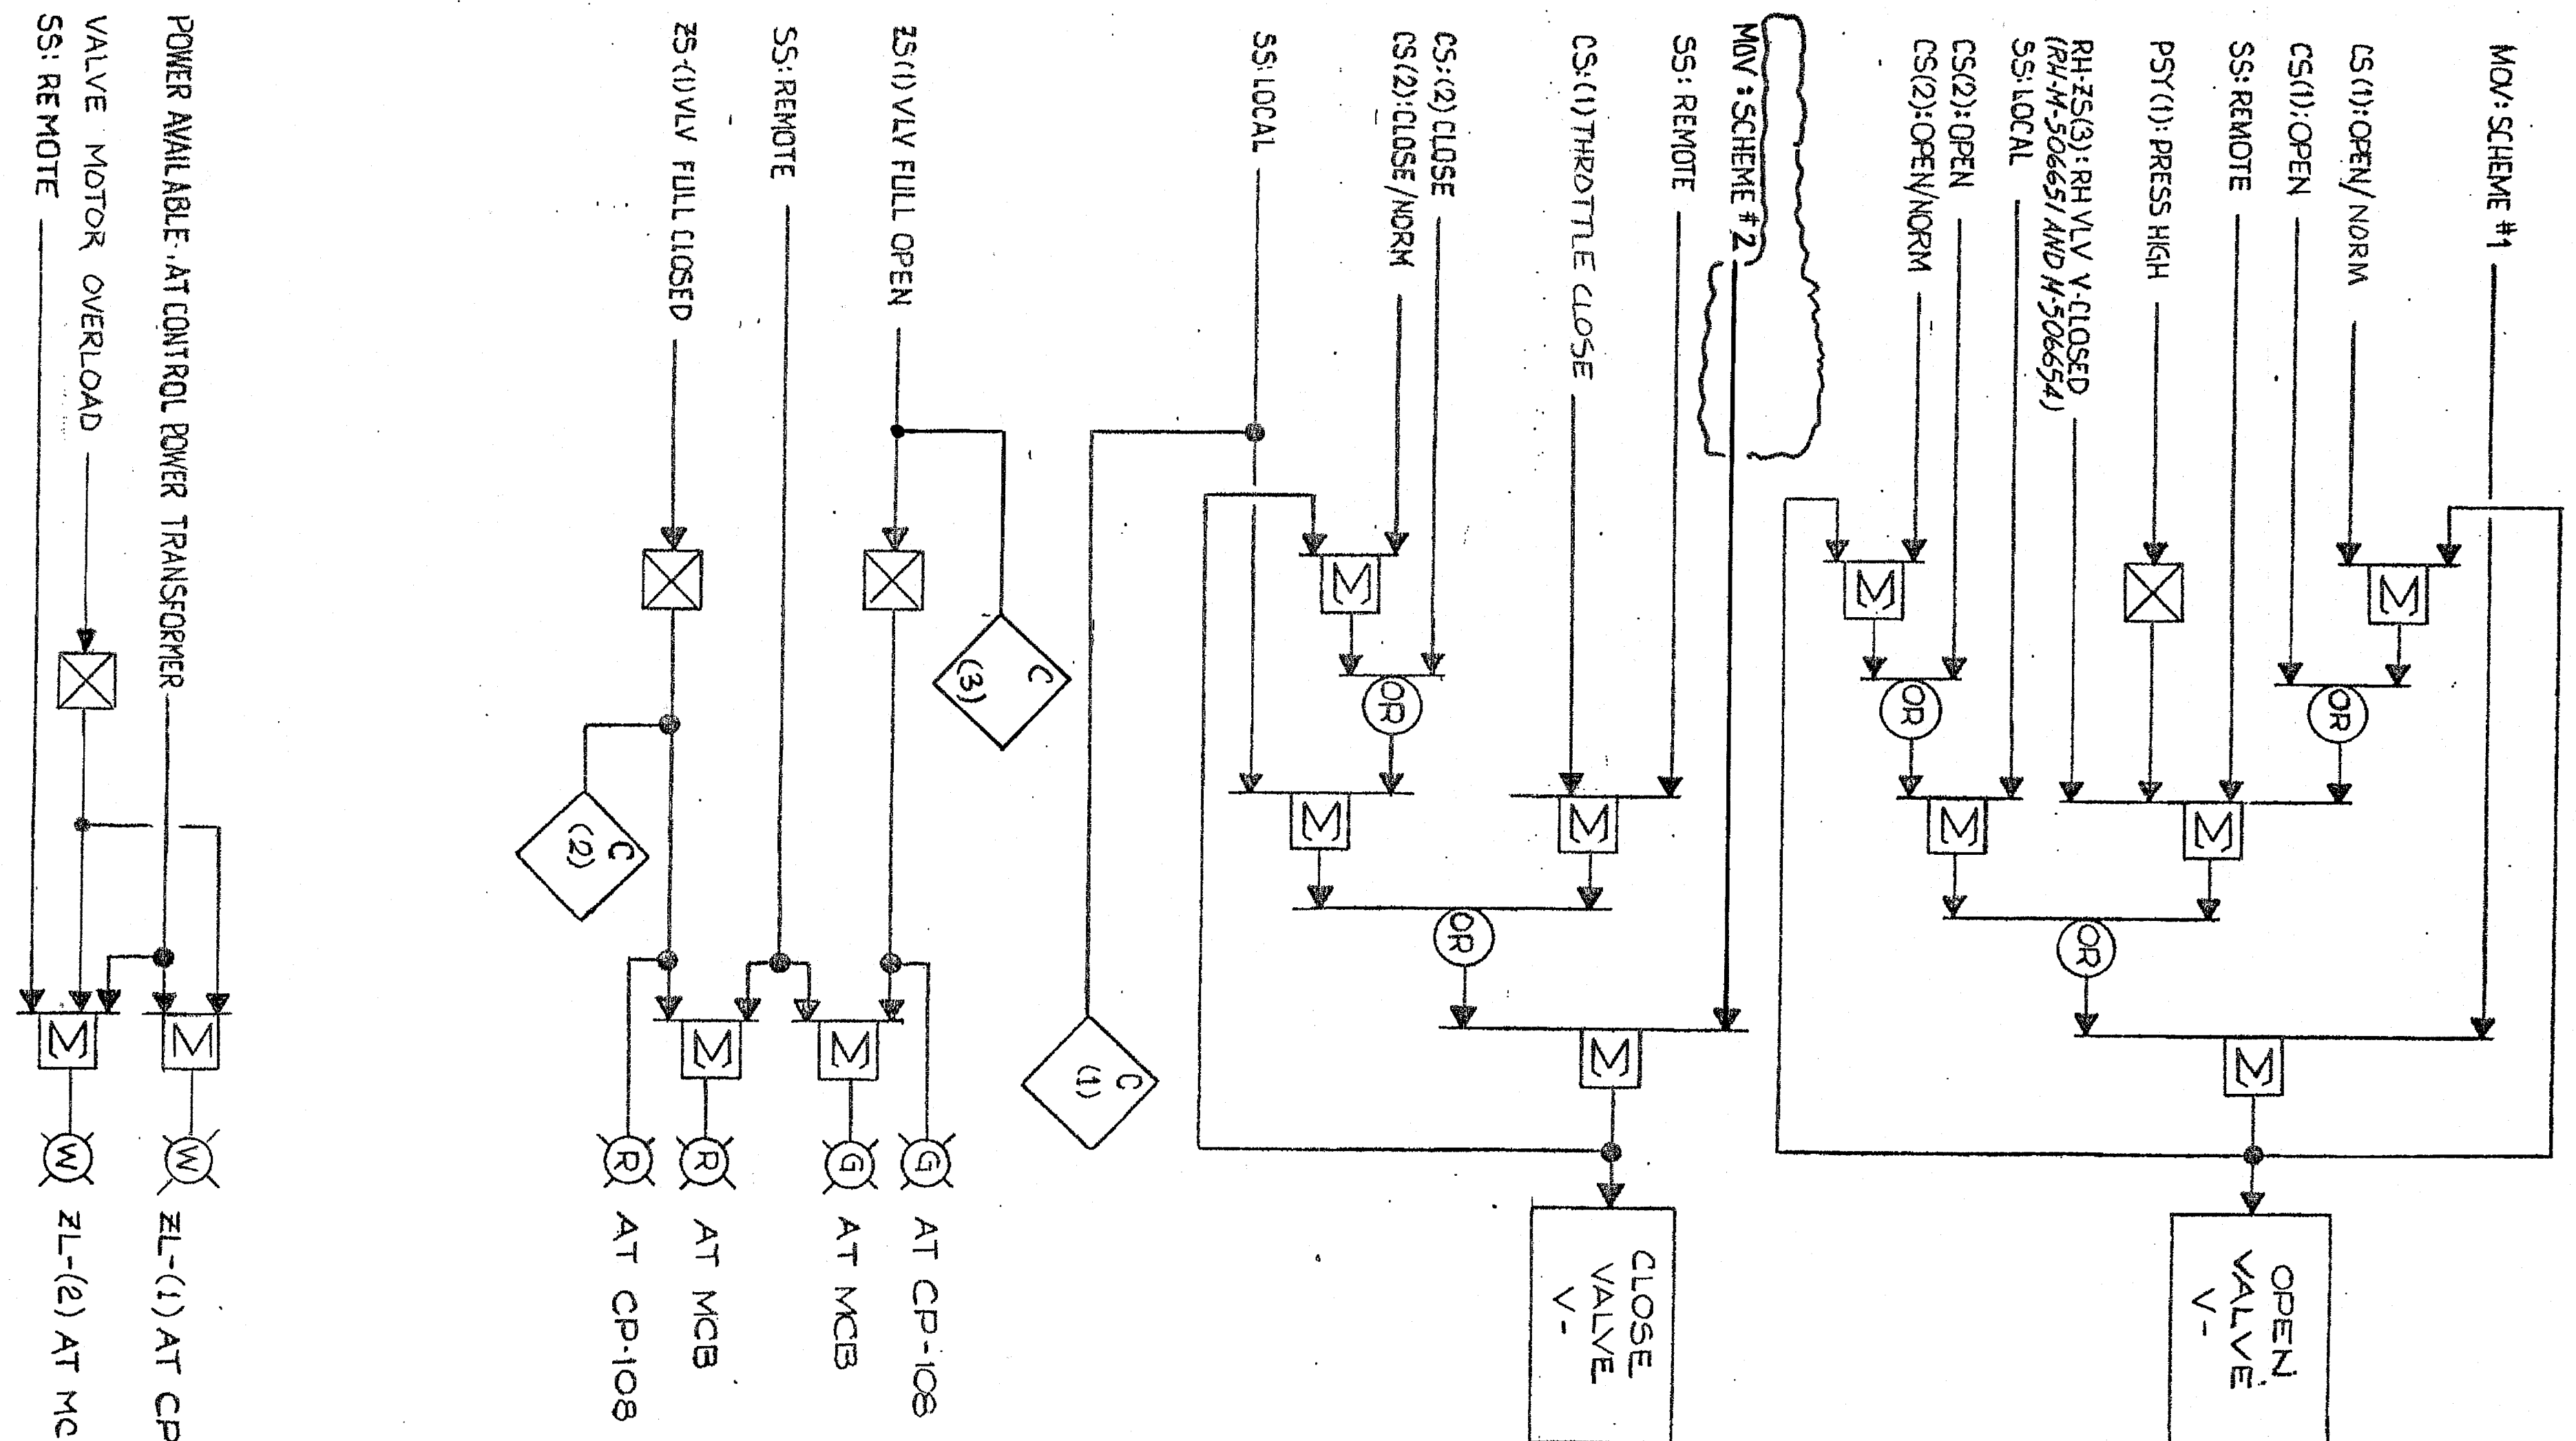 MOV: SCHEME #1
CS(1): OPEN/NORM
CS(1): OPEN
SS: REMOTE
PSY(1): PRESS HIGH
RH-ZS(3): RH VLV V-CLOSED
(RH-M-506651 AND M-506654)
SS: LOCAL
CS(2): OPEN
CS(2): OPEN/NORM
M
OR
M
OR
M
M
OR
M
OPEN
VALVE
V-
MOV: SCHEME #2
SS: REMOTE
CS:(1) THROTTLE CLOSE
CS:(2) CLOSE
CS(2): CLOSE/NORM
SS: LOCAL
M
OR
M
M
OR
M
C
(1)
CLOSE
VALVE
V-
ZS(1) VLV FULL OPEN
SS: REMOTE
ZS-(1) VLV FULL CLOSED
C
(3)
C
(2)
M
M
G AT CP-108
G AT MCB
R AT MCB
R AT CP-108
POWER AVAILABLE. AT CONTROL POWER TRANSFORMER
VALVE MOTOR OVERLOAD
SS: REMOTE
M
M
W ZL-(1) AT CP
W ZL-(2) AT MC